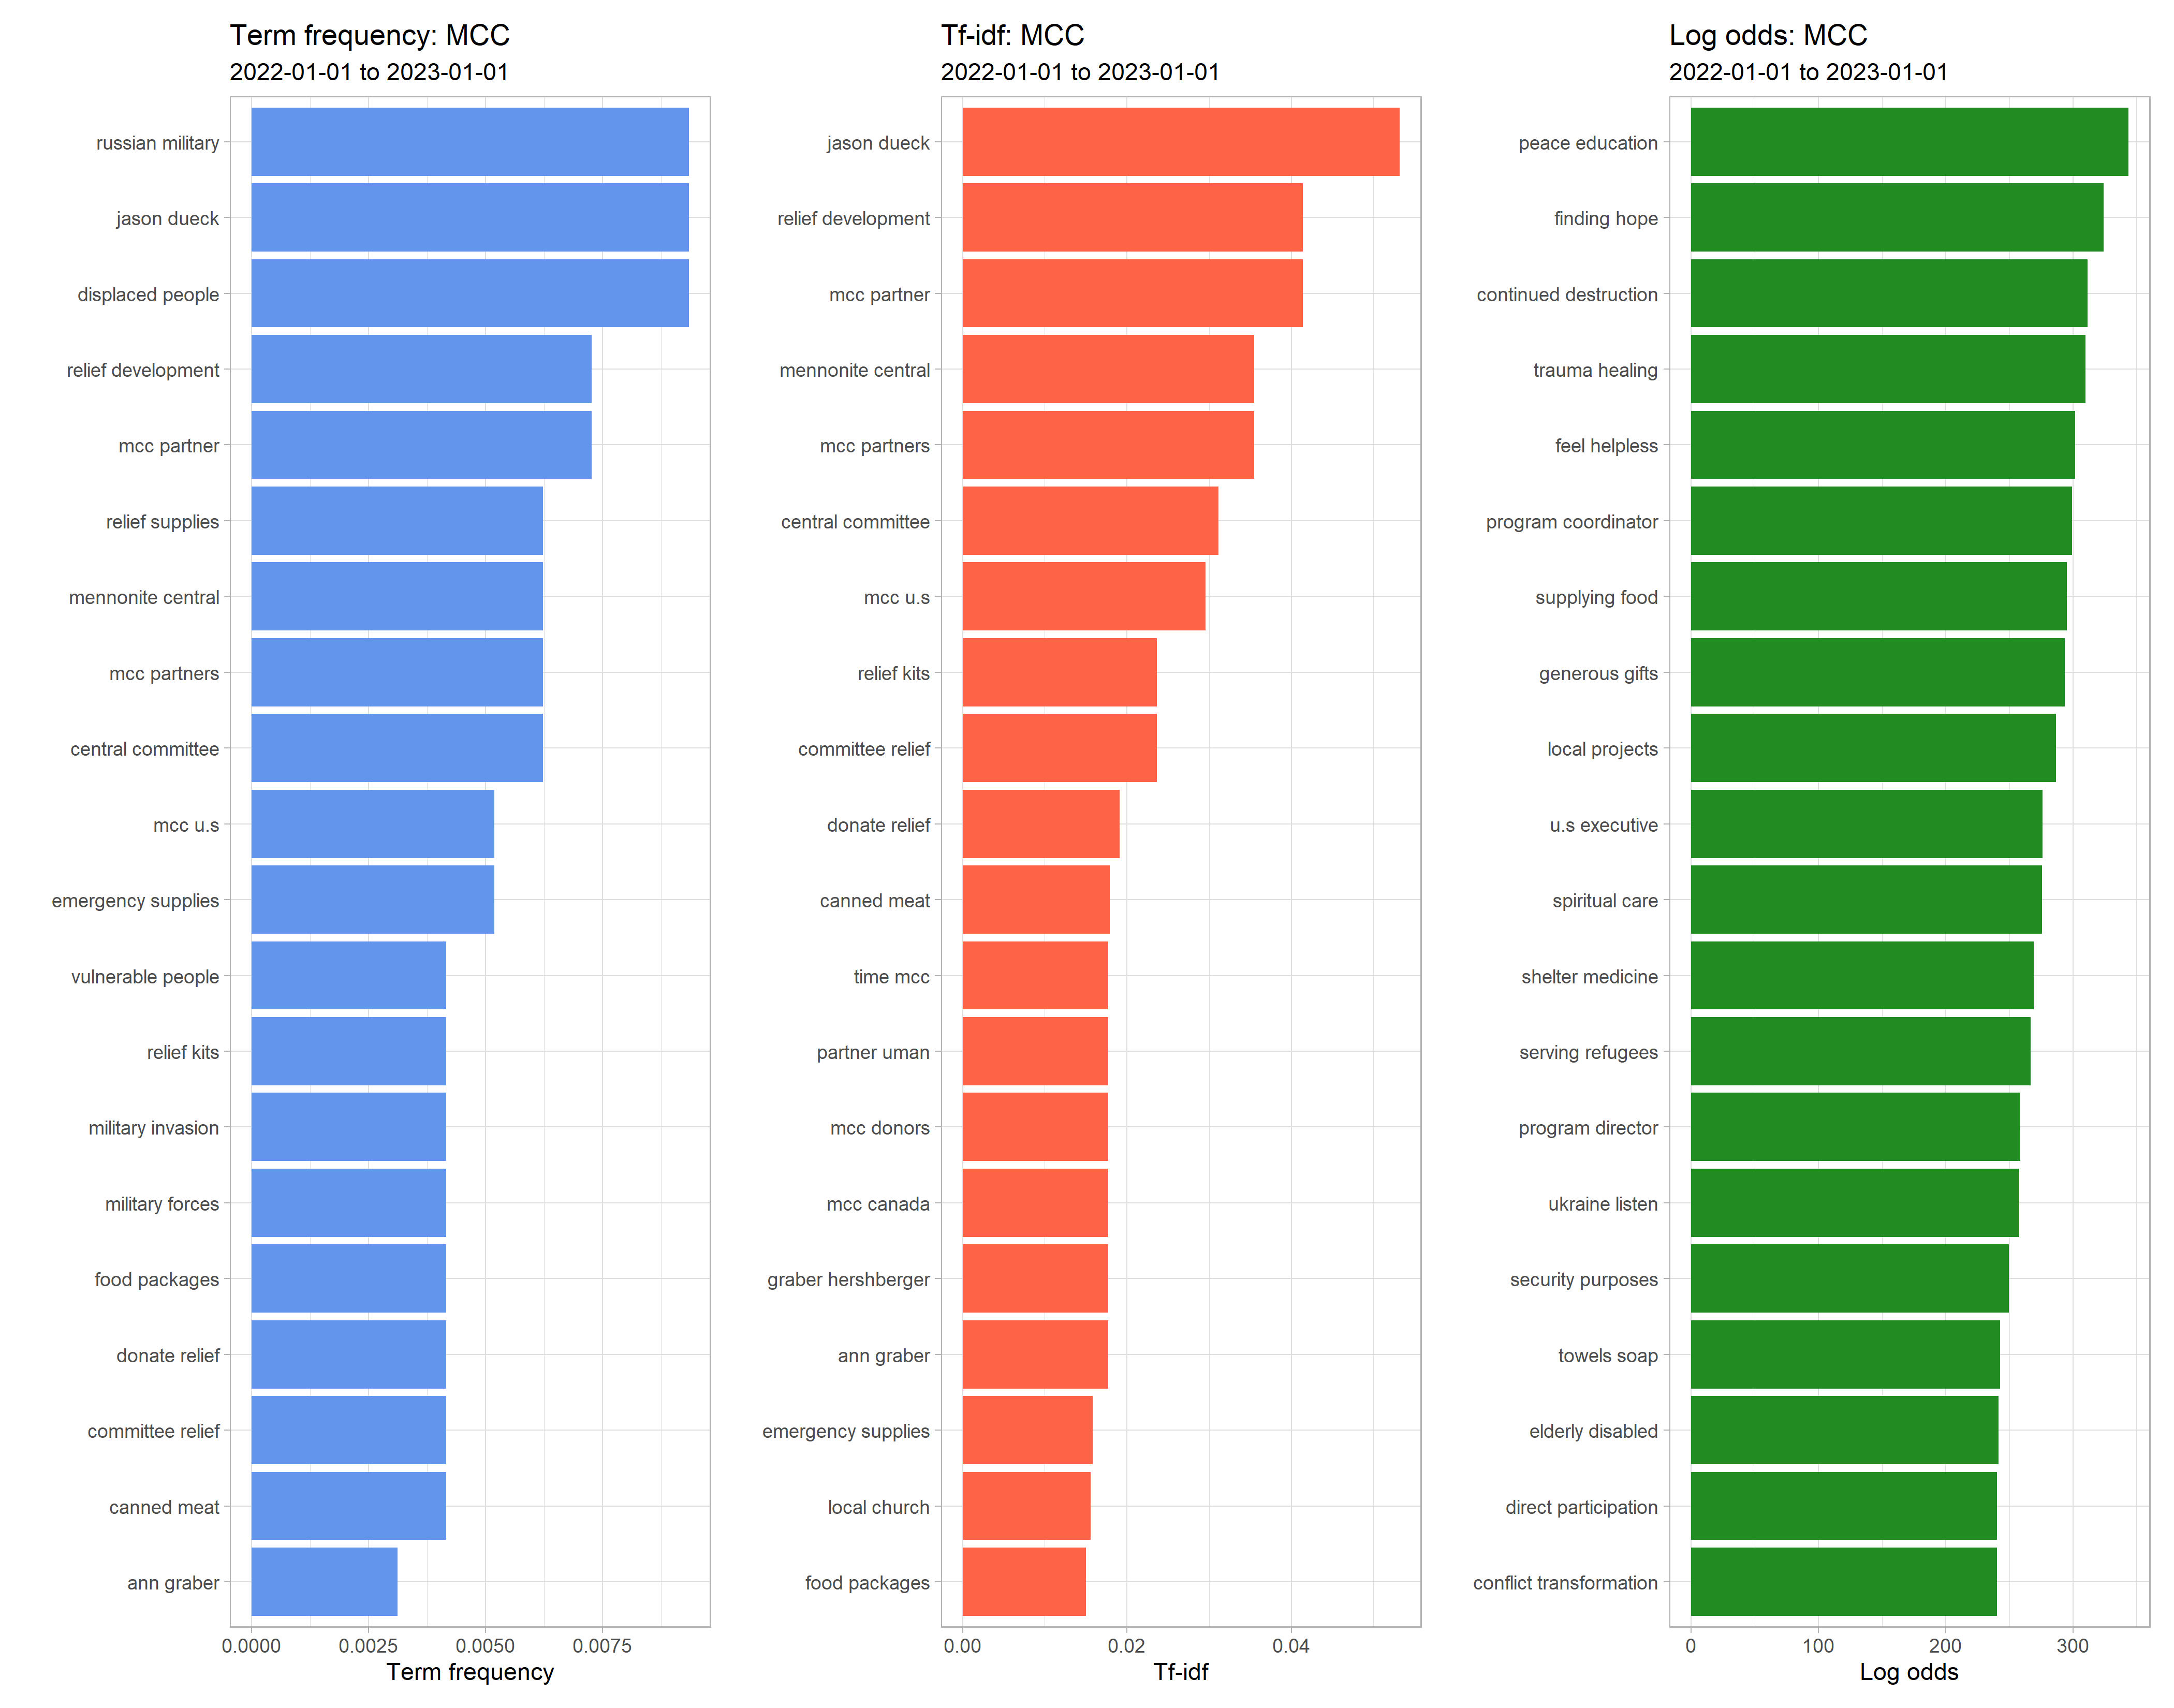 Term frequency: MCC
2022-01-01 to 2023-01-01
russian military
jason dueck
displaced people
relief development
mcc partner
relief supplies
mennonite central
mcc partners
central committee
mcc u.s
emergency supplies
vulnerable people
relief kits
military invasion
military forces
food packages
donate relief
committee relief
canned meat
ann graber
0.0000 0.0025 0.0050 0.0075
Term frequency
Tf-idf: MCC
2022-01-01 to 2023-01-01
jason dueck
relief development
mcc partner
mennonite central
mcc partners
central committee
mcc u.s
relief kits
committee relief
donate relief
canned meat
time mcc
partner uman
mcc donors
mcc canada
graber hershberger
ann graber
emergency supplies
local church
food packages
0.00 0.02 0.04
Tf-idf
Log odds: MCC
2022-01-01 to 2023-01-01
peace education
finding hope
continued destruction
trauma healing
feel helpless
program coordinator
supplying food
generous gifts
local projects
u.s executive
spiritual care
shelter medicine
serving refugees
program director
ukraine listen
security purposes
towels soap
elderly disabled
direct participation
conflict transformation
0 100 200 300
Log odds